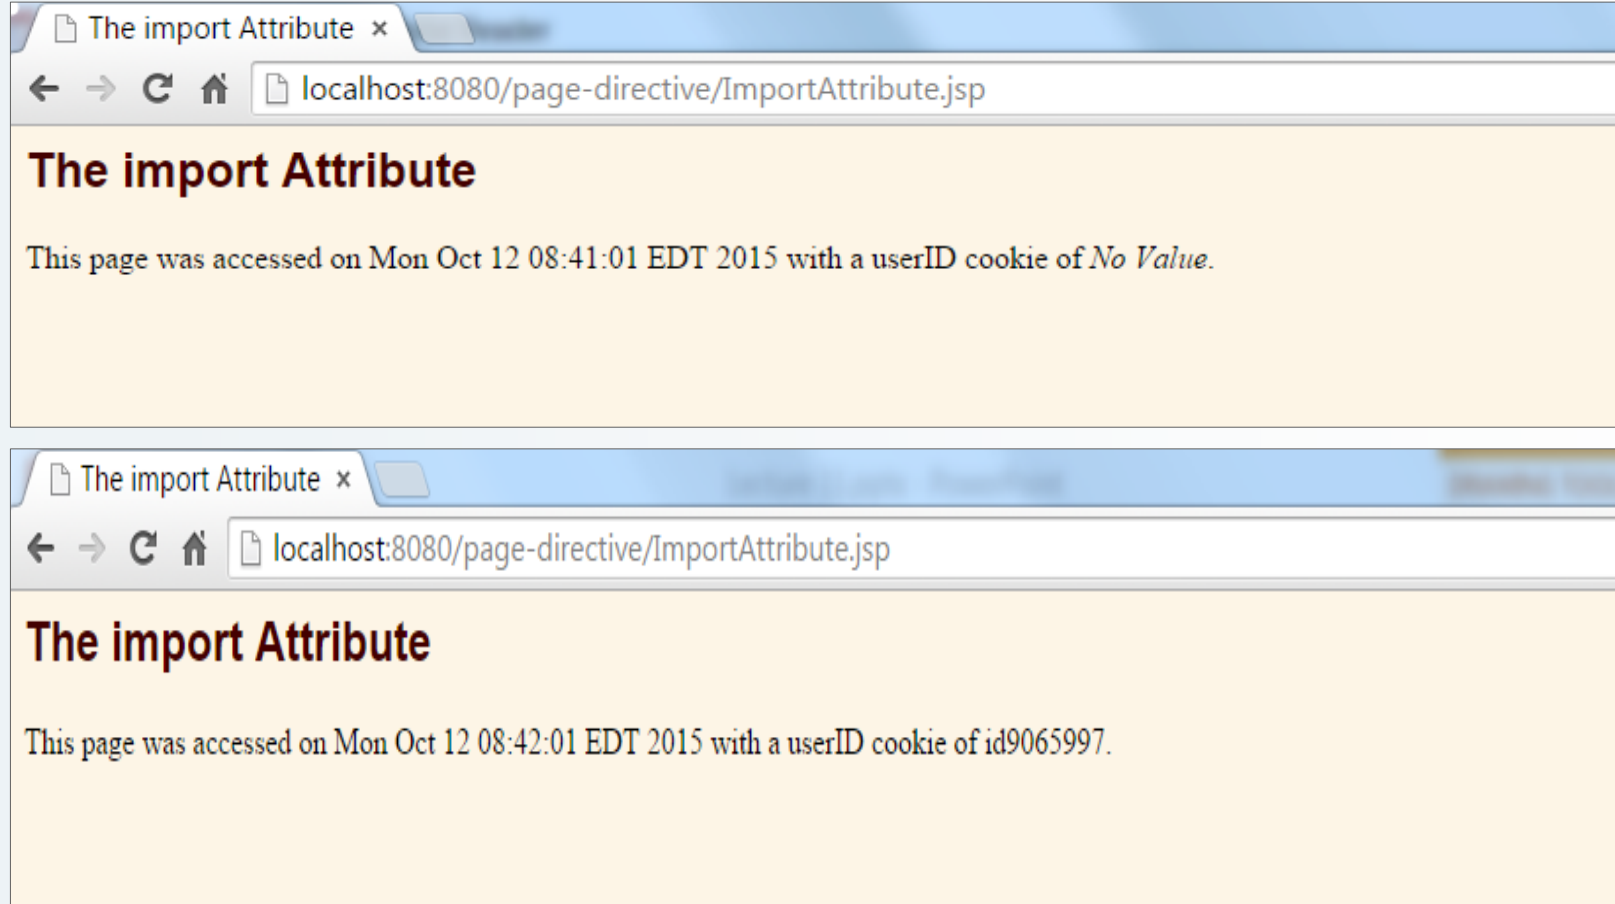 The import Attribute ×
localhost:8080/page-directive/ImportAttribute.jsp
The import Attribute
This page was accessed on Mon Oct 12 08:41:01 EDT 2015 with a userID cookie of No Value.
The import Attribute ×
localhost:8080/page-directive/ImportAttribute.jsp
The import Attribute
This page was accessed on Mon Oct 12 08:42:01 EDT 2015 with a userID cookie of id9065997.